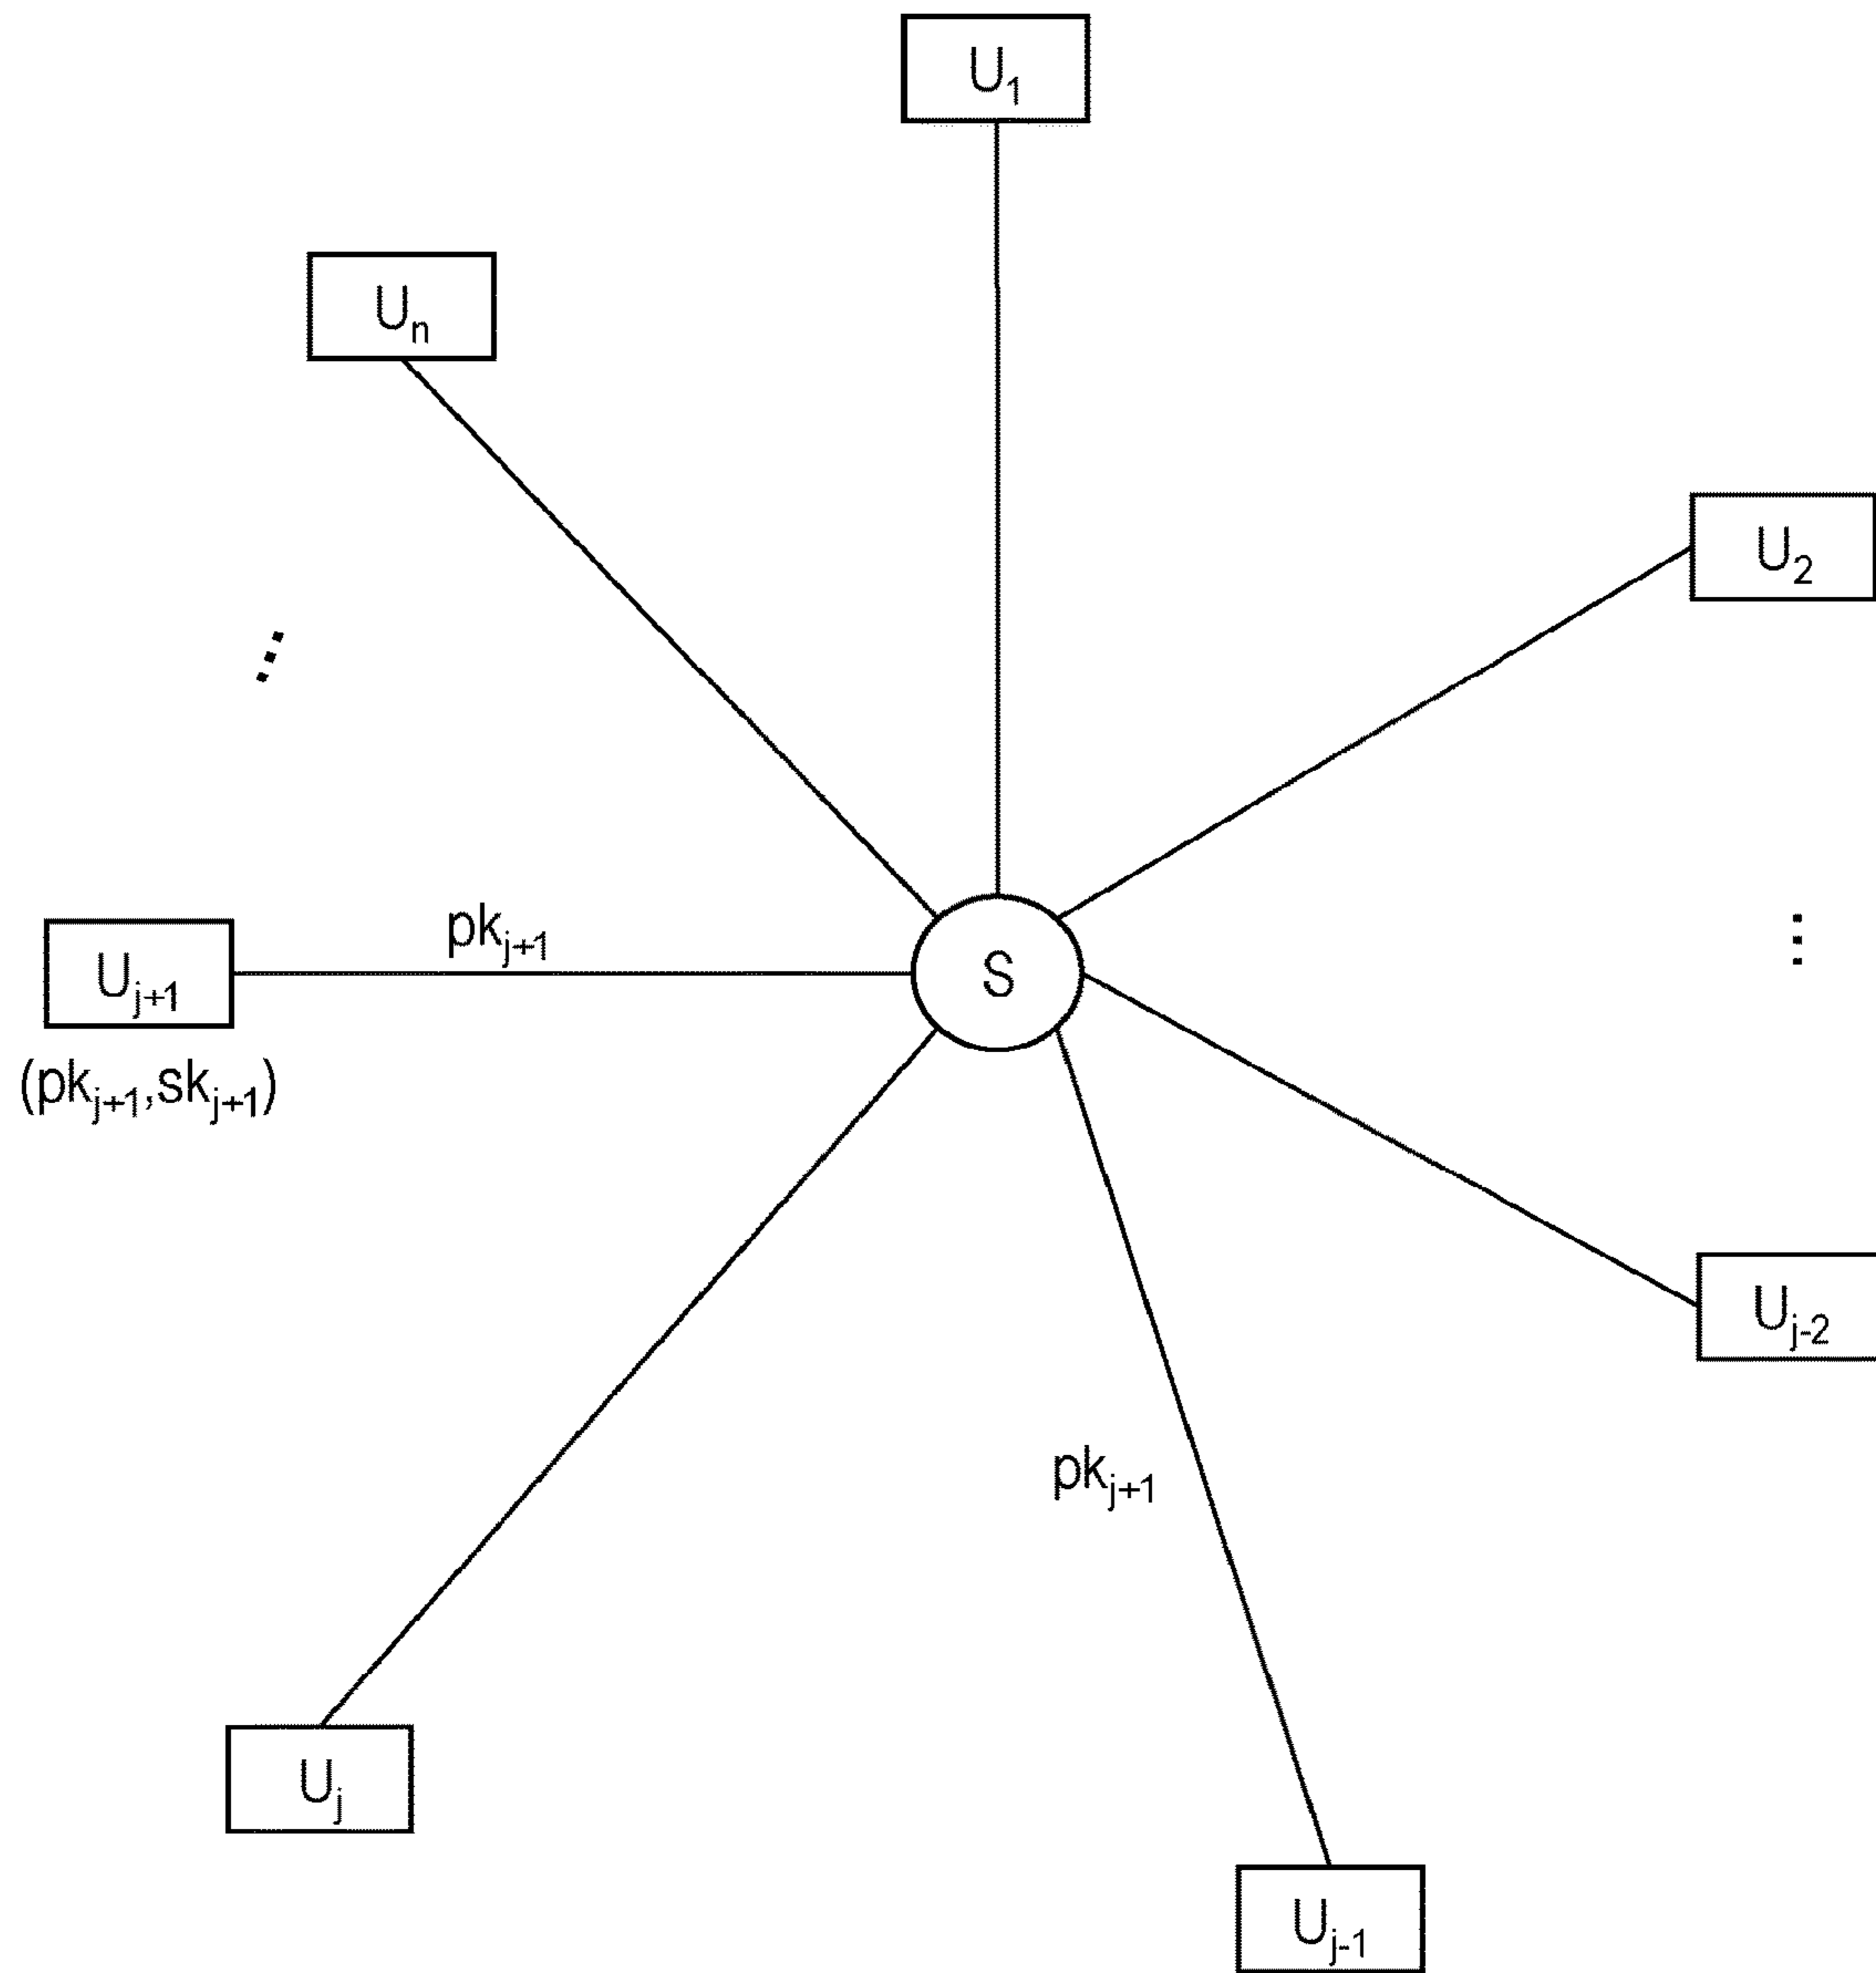 U₁
Uₙ
U₂
⋮
⋮
pkⱼ₊₁
Uⱼ₊₁
S
(pkⱼ₊₁,skⱼ₊₁)
Uⱼ₋₂
pkⱼ₊₁
Uⱼ
Uⱼ₋₁